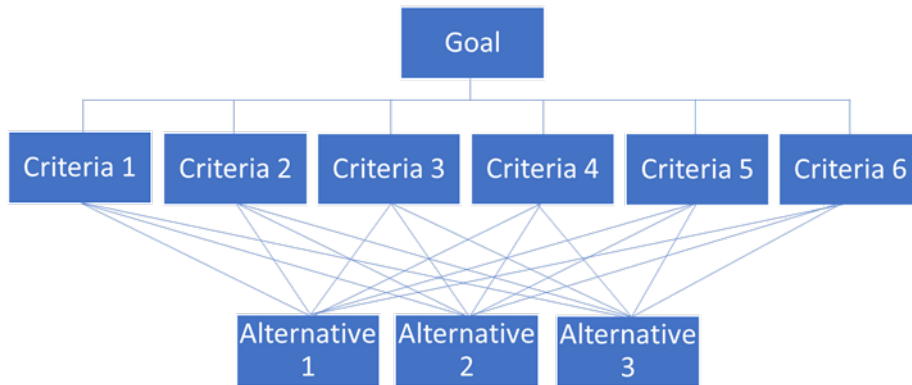 Goal
Criteria 1
Criteria 2
Criteria 3
Criteria 4
Criteria 5
Criteria 6
Alternative
1
Alternative
2
Alternative
3